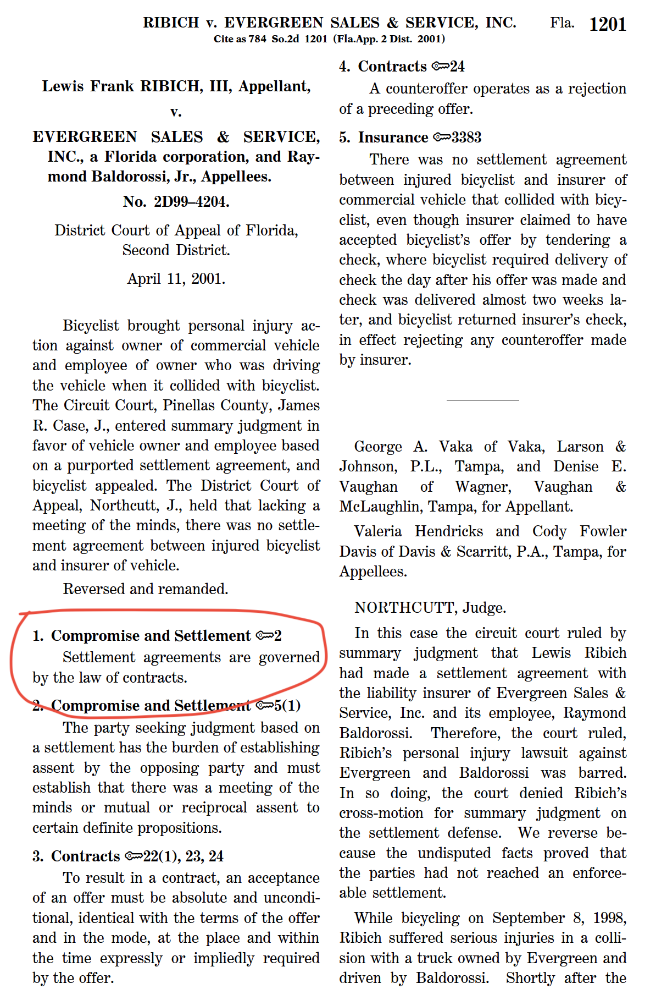 RIBICH v. EVERGREEN SALES & SERVICE, INC. Fla. 1201
Cite as 784 So.2d 1201 (Fla.App. 2 Dist. 2001)
Lewis Frank RIBICH, III, Appellant,
v.
EVERGREEN SALES & SERVICE,
INC., a Florida corporation, and Ray-
mond Baldorossi, Jr., Appellees.
No. 2D99–4204.
District Court of Appeal of Florida,
Second District.
April 11, 2001.
Bicyclist brought personal injury ac-
tion against owner of commercial vehicle
and employee of owner who was driving
the vehicle when it collided with bicyclist.
The Circuit Court, Pinellas County, James
R. Case, J., entered summary judgment in
favor of vehicle owner and employee based
on a purported settlement agreement, and
bicyclist appealed. The District Court of
Appeal, Northcutt, J., held that lacking a
meeting of the minds, there was no settle-
ment agreement between injured bicyclist
and insurer of vehicle.
Reversed and remanded.
1. Compromise and Settlement 2
Settlement agreements are governed
by the law of contracts.
2. Compromise and Settlement 5(1)
The party seeking judgment based on
a settlement has the burden of establishing
assent by the opposing party and must
establish that there was a meeting of the
minds or mutual or reciprocal assent to
certain definite propositions.
3. Contracts 22(1), 23, 24
To result in a contract, an acceptance
of an offer must be absolute and uncondi-
tional, identical with the terms of the offer
and in the mode, at the place and within
the time expressly or impliedly required
by the offer.
4. Contracts 24
A counteroffer operates as a rejection
of a preceding offer.
5. Insurance 3383
There was no settlement agreement
between injured bicyclist and insurer of
commercial vehicle that collided with bicy-
clist, even though insurer claimed to have
accepted bicyclist's offer by tendering a
check, where bicyclist required delivery of
check the day after his offer was made and
check was delivered almost two weeks la-
ter, and bicyclist returned insurer's check,
in effect rejecting any counteroffer made
by insurer.
George A. Vaka of Vaka, Larson &
Johnson, P.L., Tampa, and Denise E.
Vaughan of Wagner, Vaughan &
McLaughlin, Tampa, for Appellant.
Valeria Hendricks and Cody Fowler
Davis of Davis & Scarritt, P.A., Tampa, for
Appellees.
NORTHCUTT, Judge.
In this case the circuit court ruled by
summary judgment that Lewis Ribich
had made a settlement agreement with
the liability insurer of Evergreen Sales &
Service, Inc. and its employee, Raymond
Baldorossi. Therefore, the court ruled,
Ribich's personal injury lawsuit against
Evergreen and Baldorossi was barred.
In so doing, the court denied Ribich's
cross-motion for summary judgment on
the settlement defense. We reverse be-
cause the undisputed facts proved that
the parties had not reached an enforce-
able settlement.
While bicycling on September 8, 1998,
Ribich suffered serious injuries in a colli-
sion with a truck owned by Evergreen and
driven by Baldorossi. Shortly after the